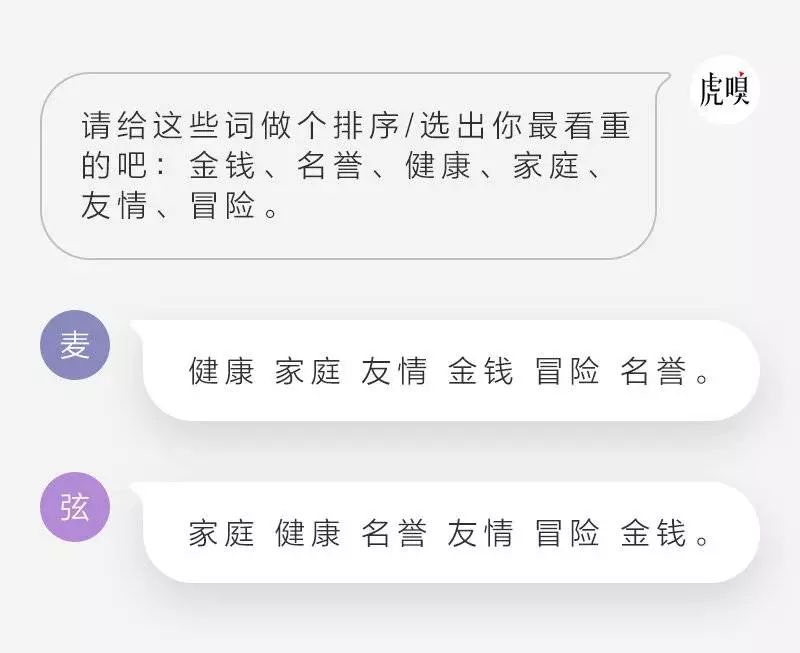 虎嗅
请给这些词做个排序/选出你最看重
的吧：金钱、名誉、健康、家庭、
友情、冒险。
麦
健康 家庭 友情 金钱 冒险 名誉。
弦
家庭 健康 名誉 友情 冒险 金钱。